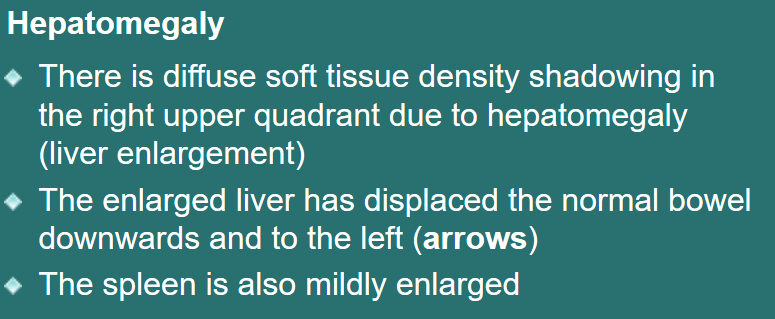 Hepatomegaly
There is diffuse soft tissue density shadowing in
the right upper quadrant due to hepatomegaly
(liver enlargement)
The enlarged liver has displaced the normal bowel
downwards and to the left (arrows)
The spleen is also mildly enlarged